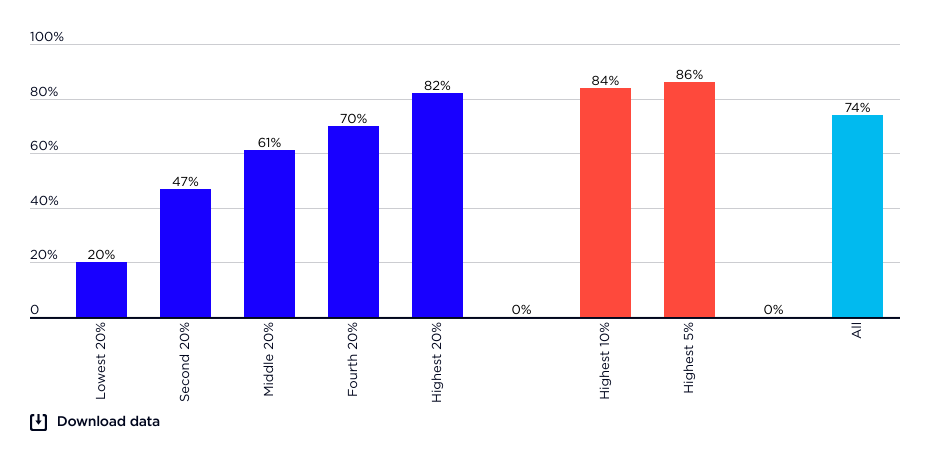 100%
80%
60%
40%
20%
0
20%
47%
61%
70%
82%
0%
84%
86%
0%
74%
Lowest 20%
Second 20%
Middle 20%
Fourth 20%
Highest 20%
Highest 10%
Highest 5%
All
Download data